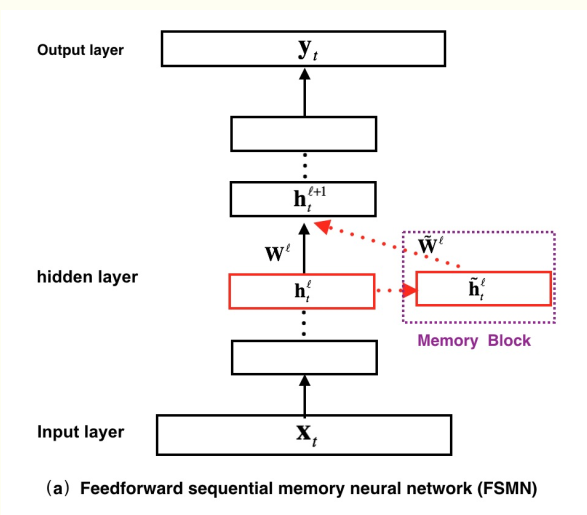 Output layer
y_t
h_t^{ℓ+1}
W^ℓ
W̃^ℓ
hidden layer
h_t^ℓ
h̃_t^ℓ
Memory Block
Input layer
x_t
(a) Feedforward sequential memory neural network (FSMN)